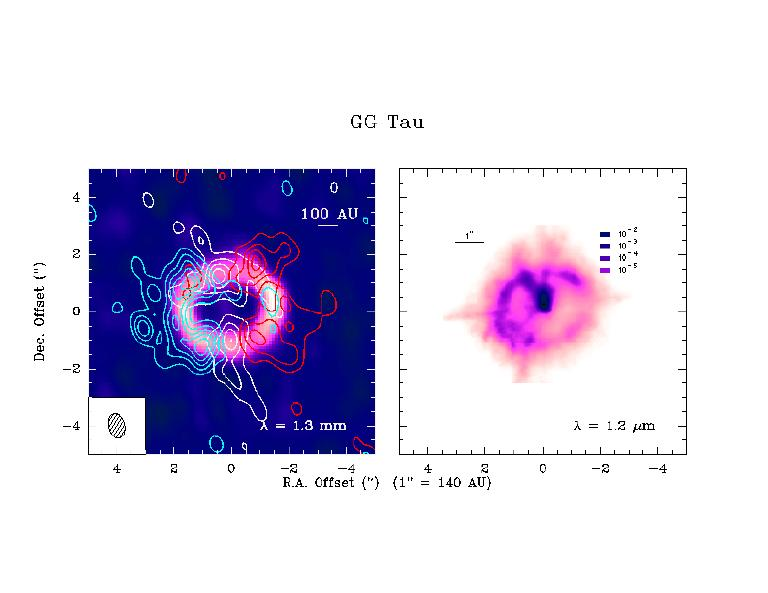 GG Tau
4
2
0
−2
−4
Dec. Offset (")
100 AU
λ = 1.3 mm
4 2 0 −2 −4
1"
10⁻²
10⁻³
10⁻⁴
10⁻⁵
λ = 1.2 μm
4 2 0 −2 −4
R.A. Offset (") (1" = 140 AU)